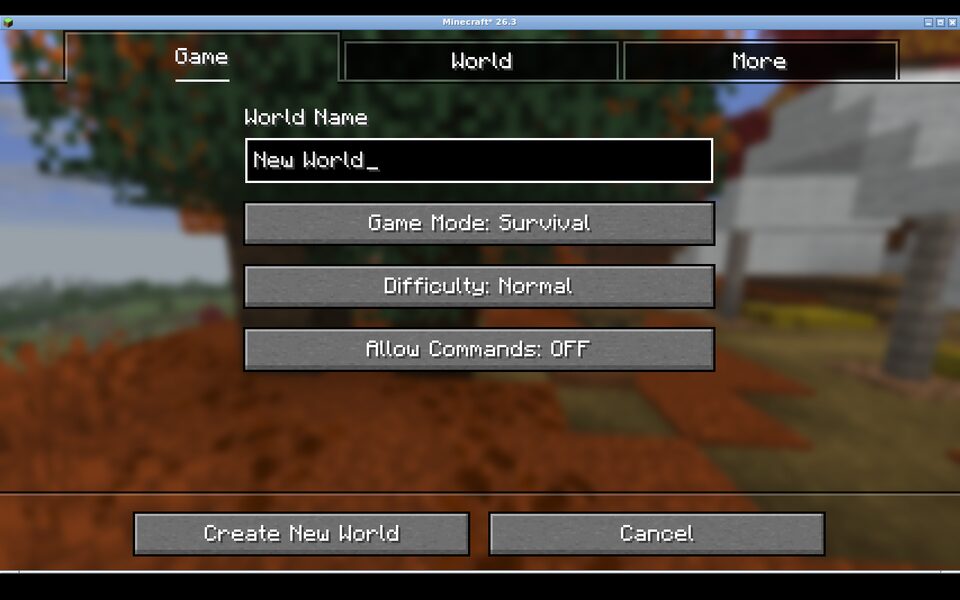 Minecraft* 26.3
Game
World
More
World Name
New World_
Game Mode: Survival
Difficulty: Normal
Allow Commands: OFF
Create New World
Cancel